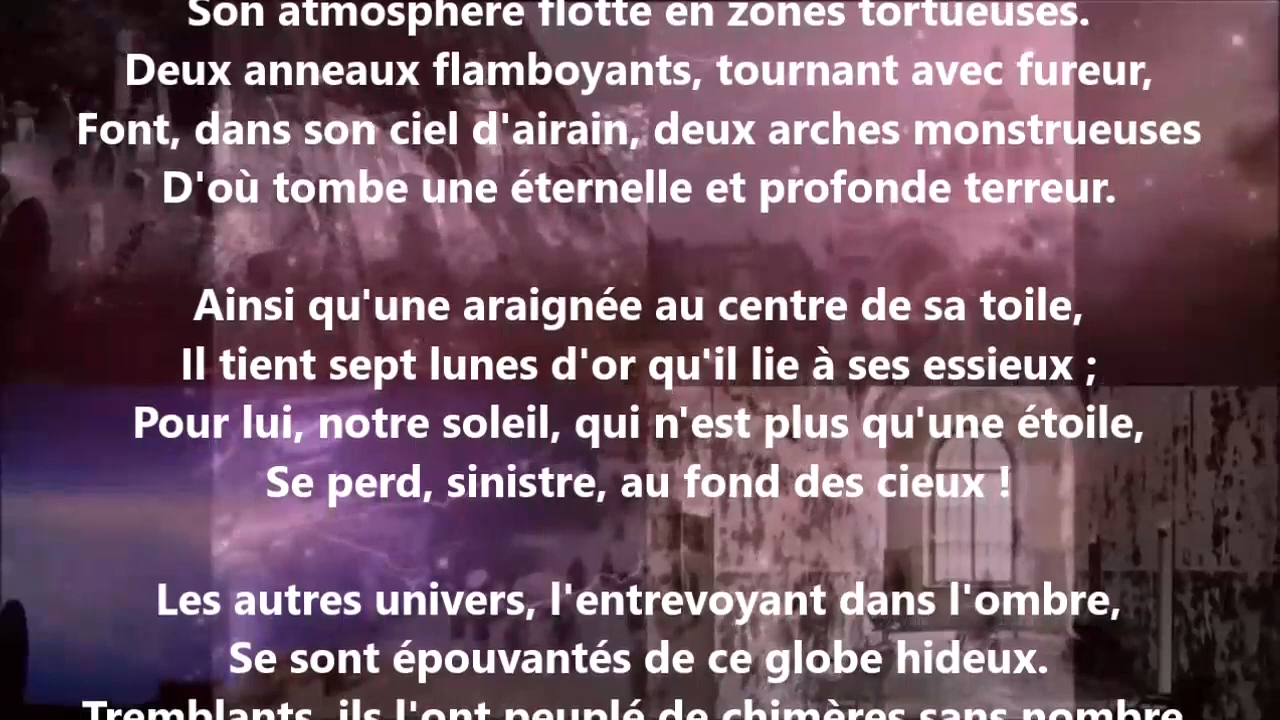 Son atmosphère flotte en zones tortueuses.
Deux anneaux flamboyants, tournant avec fureur,
Font, dans son ciel d'airain, deux arches monstrueuses
D'où tombe une éternelle et profonde terreur.
Ainsi qu'une araignée au centre de sa toile,
Il tient sept lunes d'or qu'il lie à ses essieux ;
Pour lui, notre soleil, qui n'est plus qu'une étoile,
Se perd, sinistre, au fond des cieux !
Les autres univers, l'entrevoyant dans l'ombre,
Se sont épouvantés de ce globe hideux.
Tremblants, ils l'ont peuplé de chimères sans nombre